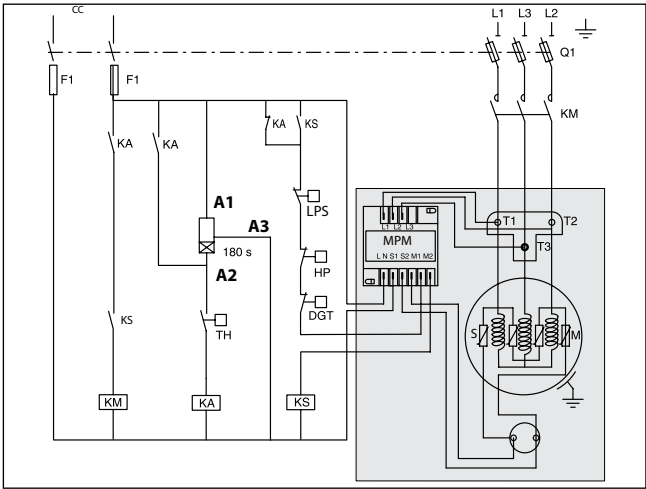 CC
L1 L3 L2
Q1
F1 F1
KM
KA KA KA KS
A1
LPS
A3
180 s
A2
HP
DGT
TH
KS
KM KA KS
L1 L2 L3
MPM
L N S1 S2 M1 M2
T1 T2
T3
S M